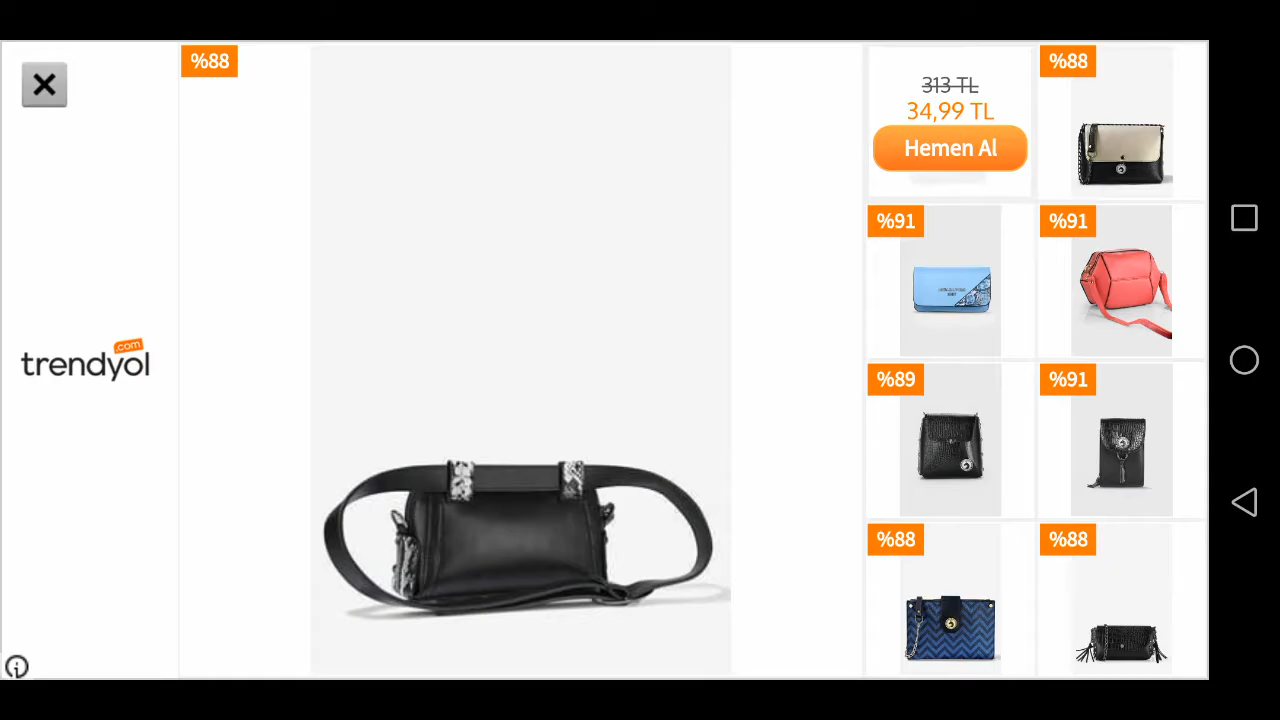 %88
313 TL
34,99 TL
Hemen Al
%88
%91
%91
trendyol
.com
%89
%91
%88
%88